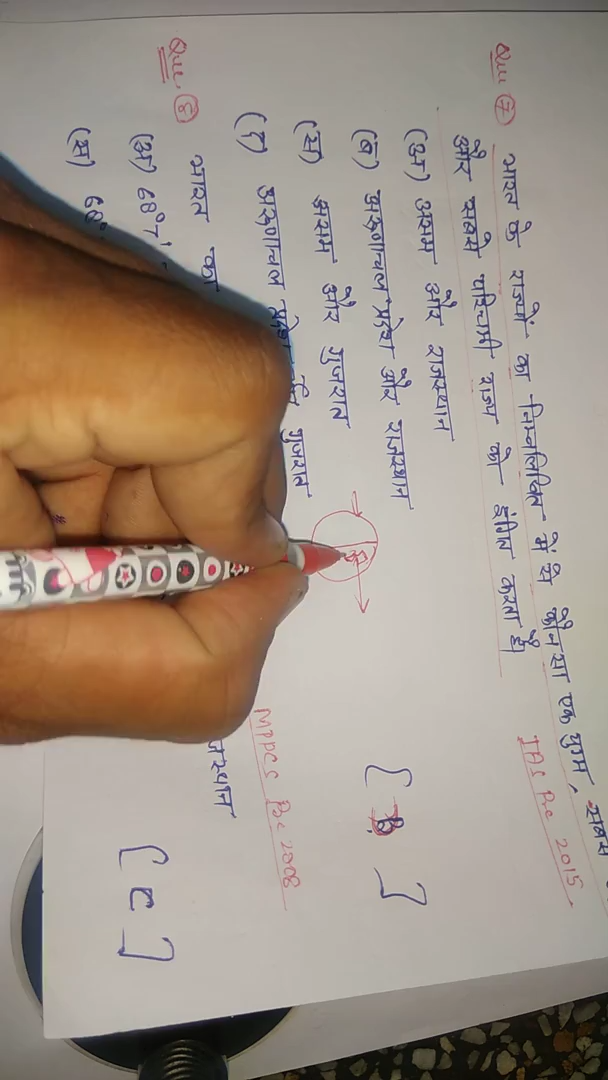 Que ⑦ भारत के राज्यों का निम्नलिखित में से कौनसा एक युग्म, सबसे
और सबसे पश्चिमी राज्य को इंगित करता है।
IAS Pre 2015
(अ) असम और राजस्थान
(ब) अरूणाचल प्रदेश और राजस्थान
(स) असम और गुजरात
(द) अरूणाचल गुजरात
[ B ]
MPPCS Pre 2008
Que ⑧ भारत का
(अ) 68°7'
(स) 68°
[ c ]